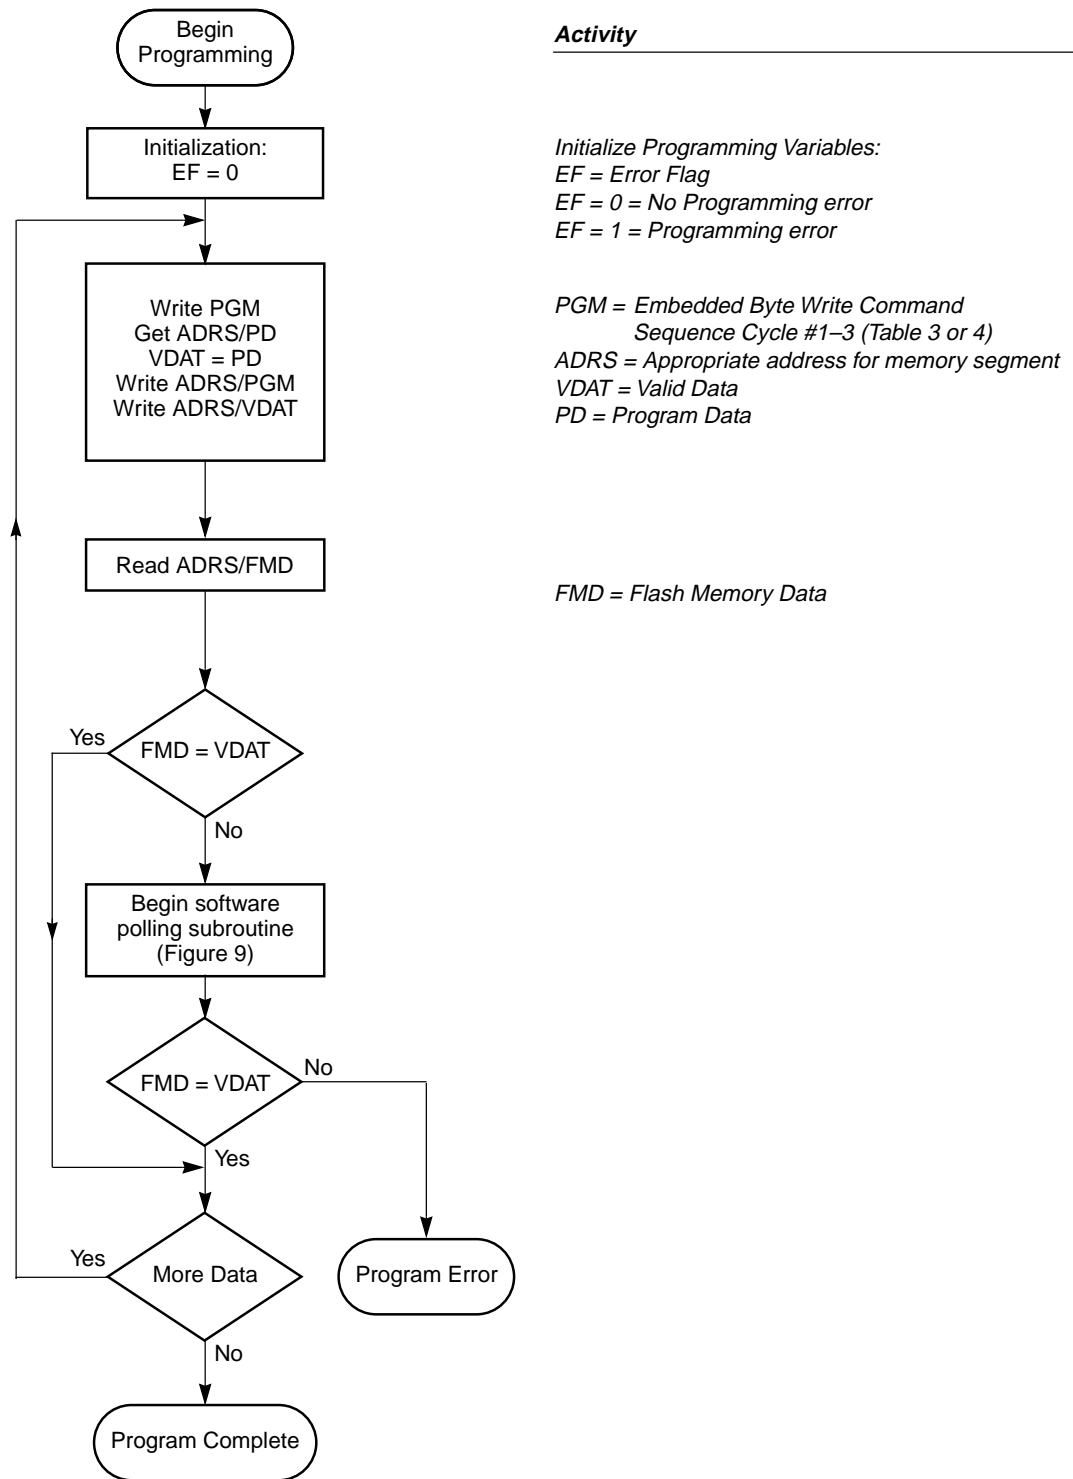 Begin
Programming
Activity
Initialization:
EF = 0
Initialize Programming Variables:
EF = Error Flag
EF = 0 = No Programming error
EF = 1 = Programming error
Write PGM
Get ADRS/PD
VDAT = PD
Write ADRS/PGM
Write ADRS/VDAT
PGM = Embedded Byte Write Command
Sequence Cycle #1–3 (Table 3 or 4)
ADRS = Appropriate address for memory segment
VDAT = Valid Data
PD = Program Data
Read ADRS/FMD
FMD = Flash Memory Data
Yes
FMD = VDAT
No
Begin software
polling subroutine
(Figure 9)
FMD = VDAT
No
Yes
Yes
More Data
Program Error
No
Program Complete